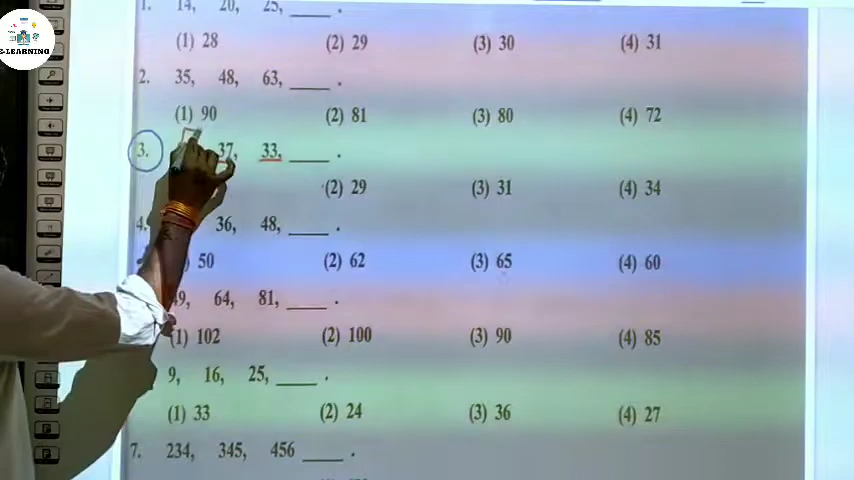 E-LEARNING
1. 14, 20, 25, ____ .
(1) 28 (2) 29 (3) 30 (4) 31
2. 35, 48, 63, ____ .
(1) 90 (2) 81 (3) 80 (4) 72
3. 37, 33, ____ .
(2) 29 (3) 31 (4) 34
4. 36, 48, ____ .
50 (2) 62 (3) 65 (4) 60
49, 64, 81, ____ .
(1) 102 (2) 100 (3) 90 (4) 85
9, 16, 25, ____ .
(1) 33 (2) 24 (3) 36 (4) 27
7. 234, 345, 456 ____ .